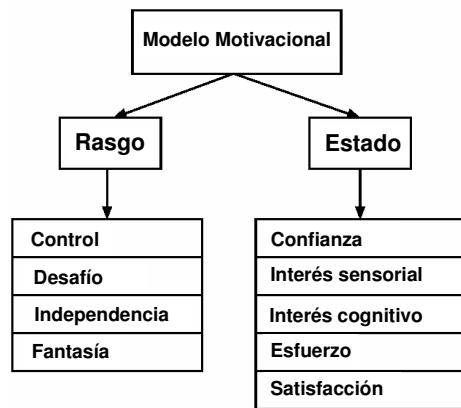 Modelo Motivacional
Rasgo
Estado
Control
Desafío
Independencia
Fantasía
Confianza
Interés sensorial
Interés cognitivo
Esfuerzo
Satisfacción